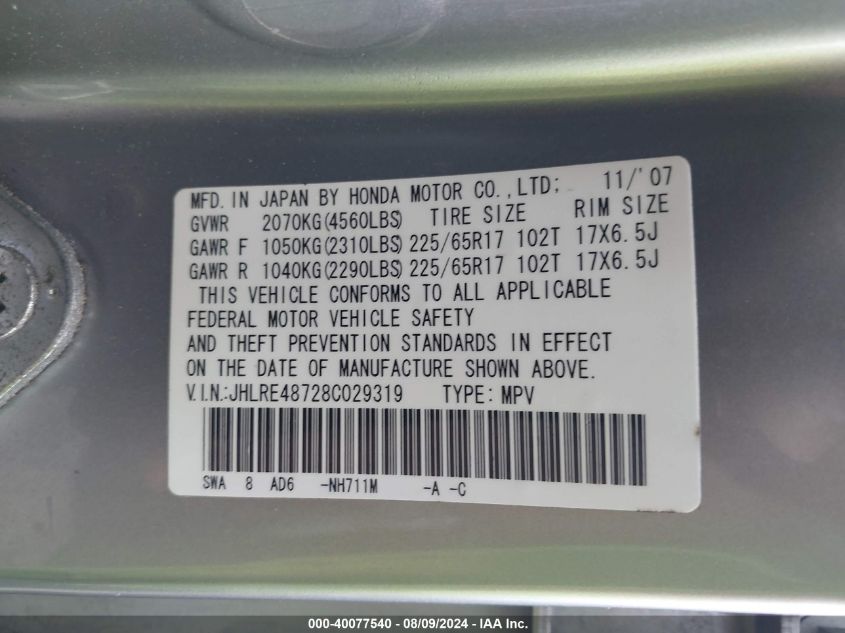 MFD. IN JAPAN BY HONDA MOTOR CO., LTD: 11/'07
GVWR 2070KG(4560LBS) TIRE SIZE RIM SIZE
GAWR F 1050KG(2310LBS) 225/65R17 102T 17X6.5J
GAWR R 1040KG(2290LBS) 225/65R17 102T 17X6.5J
THIS VEHICLE CONFORMS TO ALL APPLICABLE
FEDERAL MOTOR VEHICLE SAFETY
AND THEFT PREVENTION STANDARDS IN EFFECT
ON THE DATE OF MANUFACTURE SHOWN ABOVE.
V.I.N.:JHLRE48728C029319 TYPE: MPV
SWA 8 AD6 -NH711M -A -C
000-40077540 - 08/09/2024 - IAA Inc.